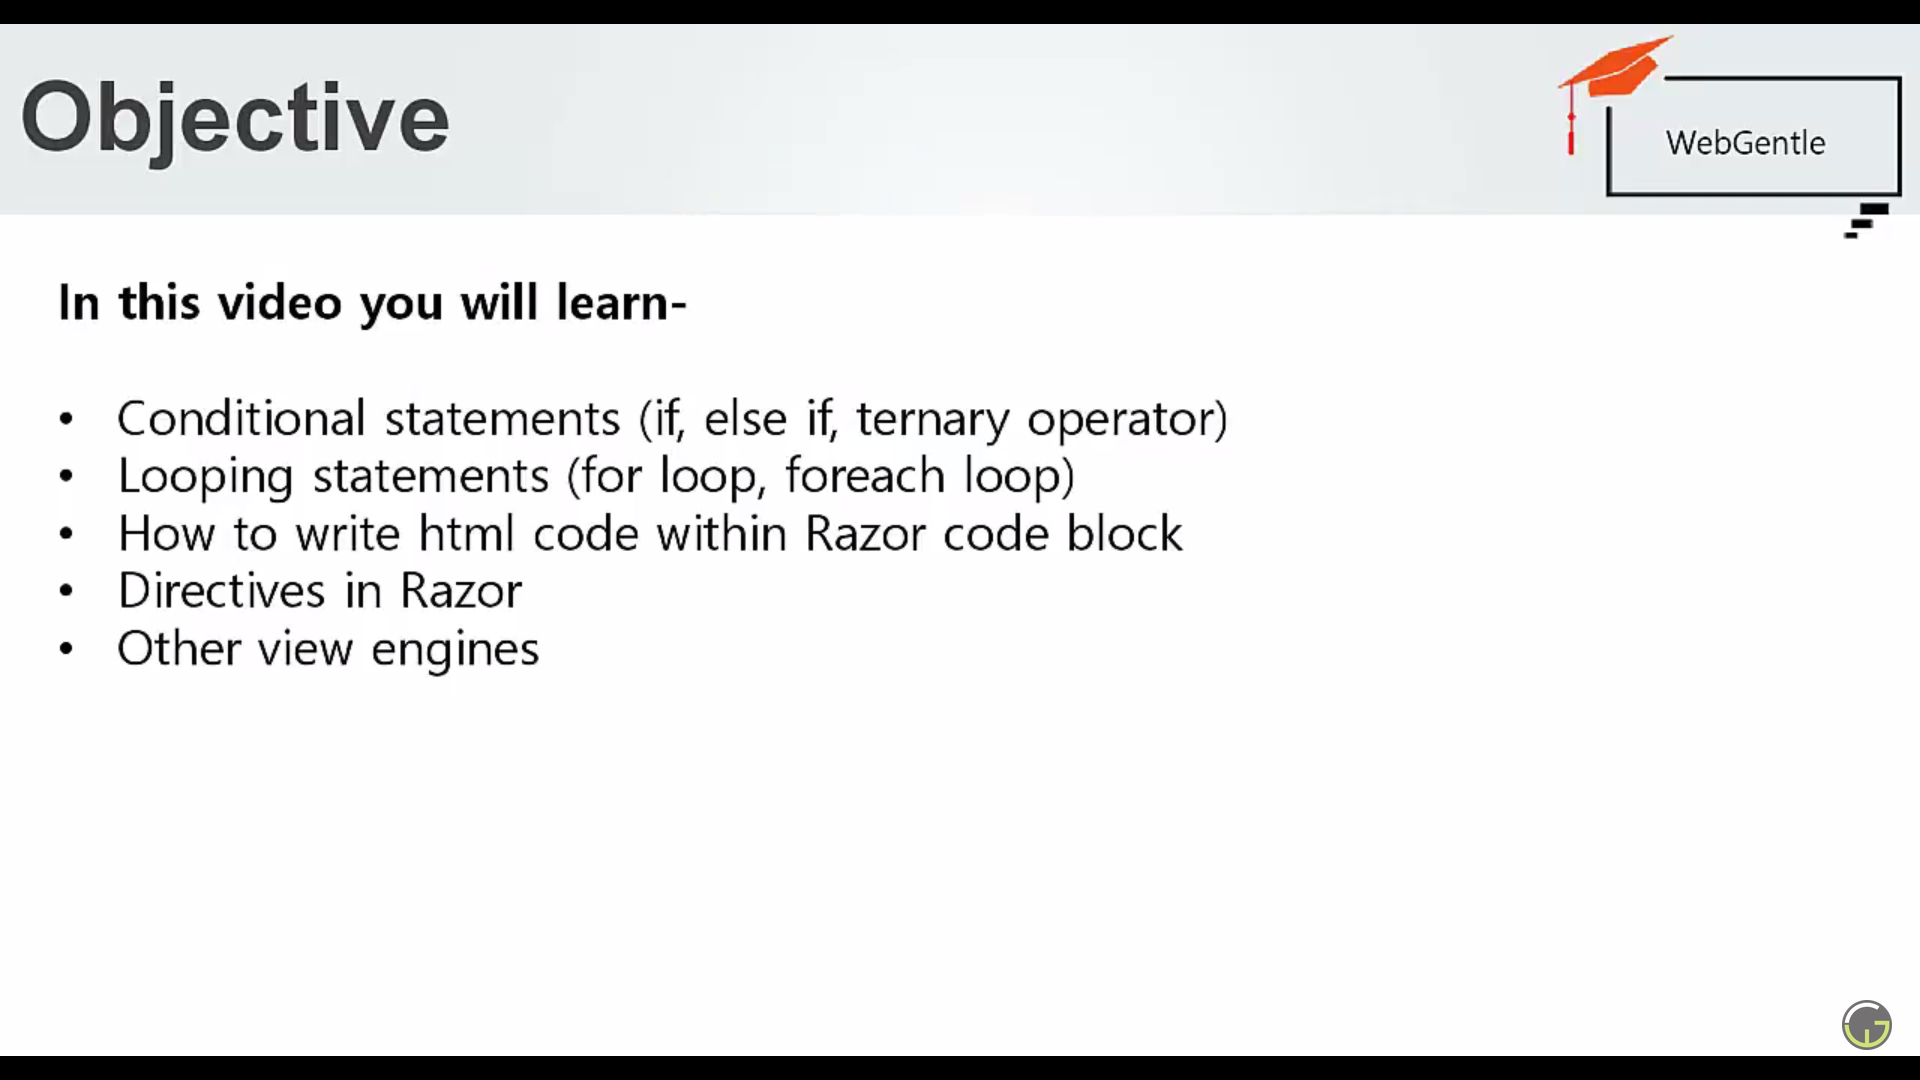 Objective
WebGentle
In this video you will learn-
• Conditional statements (if, else if, ternary operator)
• Looping statements (for loop, foreach loop)
• How to write html code within Razor code block
• Directives in Razor
• Other view engines